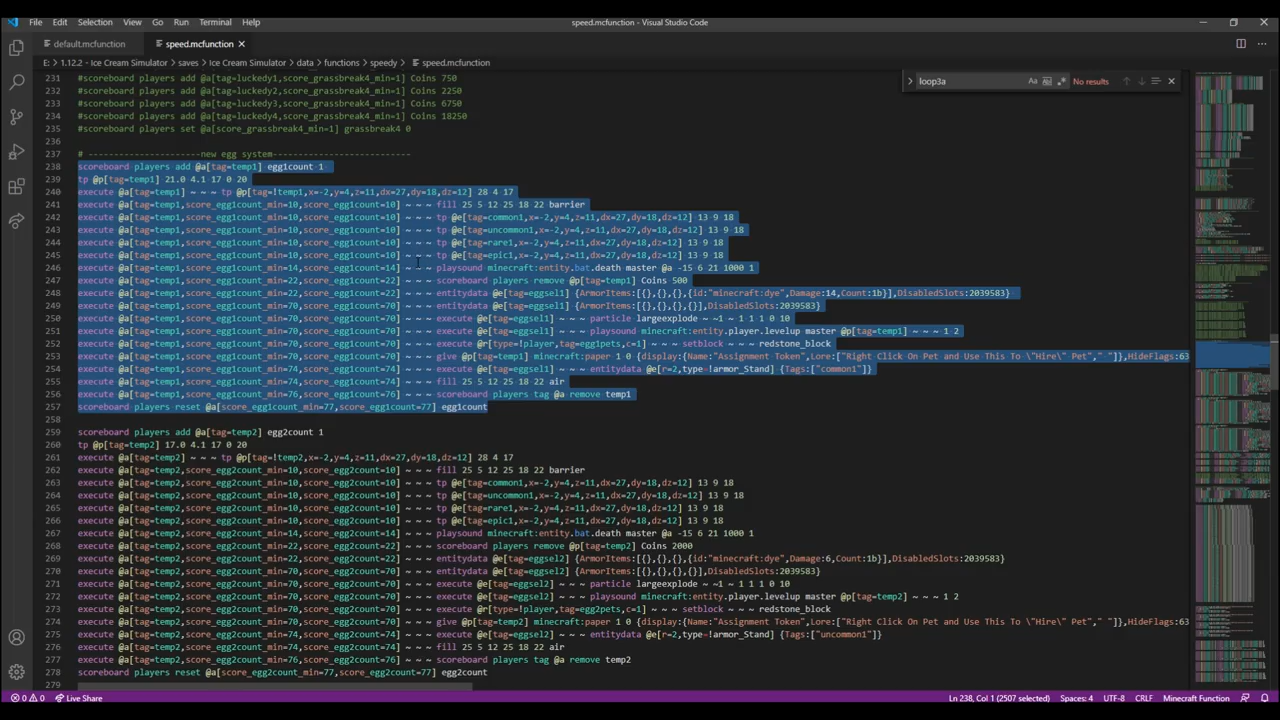 File Edit Selection View Go Run Terminal Help
speed.mcfunction - Visual Studio Code
default.mcfunction
speed.mcfunction
E: > 1.12.2 - Ice Cream Simulator > saves > Ice Cream Simulator > data > functions > speedy > speed.mcfunction
loop3a
Aa
No results
231 #scoreboard players add @a[tag=luckedy1,score_grassbreak4_min=1] Coins 750
232 #scoreboard players add @a[tag=luckedy2,score_grassbreak4_min=1] Coins 2250
233 #scoreboard players add @a[tag=luckedy3,score_grassbreak4_min=1] Coins 6750
234 #scoreboard players add @a[tag=luckedy4,score_grassbreak4_min=1] Coins 18250
235 #scoreboard players set @a[score_grassbreak4_min=1] grassbreak4 0
236
237 # ----------------------new egg system---------------------------
238 scoreboard players add @a[tag=temp1] egg1count 1
239 tp @p[tag=temp1] 21.0 4.1 17 0 20
240 execute @a[tag=temp1] ~ ~ ~ tp @p[tag=!temp1,x=-2,y=4,z=11,dx=27,dy=18,dz=12] 28 4 17
241 execute @a[tag=temp1,score_egg1count_min=10,score_egg1count=10] ~ ~ ~ fill 25 5 12 25 18 22 barrier
242 execute @a[tag=temp1,score_egg1count_min=10,score_egg1count=10] ~ ~ ~ tp @e[tag=common1,x=-2,y=4,z=11,dx=27,dy=18,dz=12] 13 9 18
243 execute @a[tag=temp1,score_egg1count_min=10,score_egg1count=10] ~ ~ ~ tp @e[tag=uncommon1,x=-2,y=4,z=11,dx=27,dy=18,dz=12] 13 9 18
244 execute @a[tag=temp1,score_egg1count_min=10,score_egg1count=10] ~ ~ ~ tp @e[tag=rare1,x=-2,y=4,z=11,dx=27,dy=18,dz=12] 13 9 18
245 execute @a[tag=temp1,score_egg1count_min=10,score_egg1count=10] ~ ~ ~ tp @e[tag=epic1,x=-2,y=4,z=11,dx=27,dy=18,dz=12] 13 9 18
246 execute @a[tag=temp1,score_egg1count_min=14,score_egg1count=14] ~ ~ ~ playsound minecraft:entity.bat.death master @a -15 6 21 1000 1
247 execute @a[tag=temp1,score_egg1count_min=22,score_egg1count=22] ~ ~ ~ scoreboard players remove @p[tag=temp1] Coins 500
248 execute @a[tag=temp1,score_egg1count_min=22,score_egg1count=22] ~ ~ ~ entitydata @e[tag=eggsel1] {ArmorItems:[{},{},{},{id:"minecraft:dye",Damage:14,Count:1b}],DisabledSlots:2039583}
249 execute @a[tag=temp1,score_egg1count_min=70,score_egg1count=70] ~ ~ ~ entitydata @e[tag=eggsel1] {ArmorItems:[{},{},{},{}],DisabledSlots:2039583}
250 execute @a[tag=temp1,score_egg1count_min=70,score_egg1count=70] ~ ~ ~ execute @e[tag=eggsel1] ~ ~ ~ particle largeexplode ~ ~1 ~ 1 1 1 0 10
251 execute @a[tag=temp1,score_egg1count_min=70,score_egg1count=70] ~ ~ ~ execute @e[tag=eggsel1] ~ ~ ~ playsound minecraft:entity.player.levelup master @p[tag=temp1] ~ ~ ~ 1 2
252 execute @a[tag=temp1,score_egg1count_min=70,score_egg1count=70] ~ ~ ~ execute @r[type=!player,tag=egg1pets,c=1] ~ ~ ~ setblock ~ ~ ~ redstone_block
253 execute @a[tag=temp1,score_egg1count_min=70,score_egg1count=70] ~ ~ ~ give @p[tag=temp1] minecraft:paper 1 0 {display:{Name:"Assignment Token",Lore:["Right Click On Pet and Use This To \"Hire\" Pet"," "]},HideFlags:63
254 execute @a[tag=temp1,score_egg1count_min=74,score_egg1count=74] ~ ~ ~ execute @e[tag=eggsel1] ~ ~ ~ entitydata @e[r=2,type=!armor_Stand] {Tags:["common1"]}
255 execute @a[tag=temp1,score_egg1count_min=74,score_egg1count=74] ~ ~ ~ fill 25 5 12 25 18 22 air
256 execute @a[tag=temp1,score_egg1count_min=76,score_egg1count=76] ~ ~ ~ scoreboard players tag @a remove temp1
257 scoreboard players reset @a[score_egg1count_min=77,score_egg1count=77] egg1count
258
259 scoreboard players add @a[tag=temp2] egg2count 1
260 tp @p[tag=temp2] 17.0 4.1 17 0 20
261 execute @a[tag=temp2] ~ ~ ~ tp @p[tag=!temp2,x=-2,y=4,z=11,dx=27,dy=18,dz=12] 28 4 17
262 execute @a[tag=temp2,score_egg2count_min=10,score_egg2count=10] ~ ~ ~ fill 25 5 12 25 18 22 barrier
263 execute @a[tag=temp2,score_egg2count_min=10,score_egg2count=10] ~ ~ ~ tp @e[tag=common1,x=-2,y=4,z=11,dx=27,dy=18,dz=12] 13 9 18
264 execute @a[tag=temp2,score_egg2count_min=10,score_egg2count=10] ~ ~ ~ tp @e[tag=uncommon1,x=-2,y=4,z=11,dx=27,dy=18,dz=12] 13 9 18
265 execute @a[tag=temp2,score_egg2count_min=10,score_egg2count=10] ~ ~ ~ tp @e[tag=rare1,x=-2,y=4,z=11,dx=27,dy=18,dz=12] 13 9 18
266 execute @a[tag=temp2,score_egg2count_min=10,score_egg2count=10] ~ ~ ~ tp @e[tag=epic1,x=-2,y=4,z=11,dx=27,dy=18,dz=12] 13 9 18
267 execute @a[tag=temp2,score_egg2count_min=14,score_egg2count=14] ~ ~ ~ playsound minecraft:entity.bat.death master @a -15 6 21 1000 1
268 execute @a[tag=temp2,score_egg2count_min=22,score_egg2count=22] ~ ~ ~ scoreboard players remove @p[tag=temp2] Coins 2000
269 execute @a[tag=temp2,score_egg2count_min=22,score_egg2count=22] ~ ~ ~ entitydata @e[tag=eggsel2] {ArmorItems:[{},{},{},{id:"minecraft:dye",Damage:6,Count:1b}],DisabledSlots:2039583}
270 execute @a[tag=temp2,score_egg2count_min=70,score_egg2count=70] ~ ~ ~ entitydata @e[tag=eggsel2] {ArmorItems:[{},{},{},{}],DisabledSlots:2039583}
271 execute @a[tag=temp2,score_egg2count_min=70,score_egg2count=70] ~ ~ ~ execute @e[tag=eggsel2] ~ ~ ~ particle largeexplode ~ ~1 ~ 1 1 1 0 10
272 execute @a[tag=temp2,score_egg2count_min=70,score_egg2count=70] ~ ~ ~ execute @e[tag=eggsel2] ~ ~ ~ playsound minecraft:entity.player.levelup master @p[tag=temp2] ~ ~ ~ 1 2
273 execute @a[tag=temp2,score_egg2count_min=70,score_egg2count=70] ~ ~ ~ execute @r[type=!player,tag=egg2pets,c=1] ~ ~ ~ setblock ~ ~ ~ redstone_block
274 execute @a[tag=temp2,score_egg2count_min=70,score_egg2count=70] ~ ~ ~ give @p[tag=temp2] minecraft:paper 1 0 {display:{Name:"Assignment Token",Lore:["Right Click On Pet and Use This To \"Hire\" Pet"," "]},HideFlags:63
275 execute @a[tag=temp2,score_egg2count_min=74,score_egg2count=74] ~ ~ ~ execute @e[tag=eggsel2] ~ ~ ~ entitydata @e[r=2,type=!armor_Stand] {Tags:["uncommon1"]}
276 execute @a[tag=temp2,score_egg2count_min=74,score_egg2count=74] ~ ~ ~ fill 25 5 12 25 18 22 air
277 execute @a[tag=temp2,score_egg2count_min=76,score_egg2count=76] ~ ~ ~ scoreboard players tag @a remove temp2
278 scoreboard players reset @a[score_egg2count_min=77,score_egg2count=77] egg2count
279
0 0 Live Share
Ln 238, Col 1 (2507 selected) Spaces: 4 UTF-8 CRLF Minecraft Function